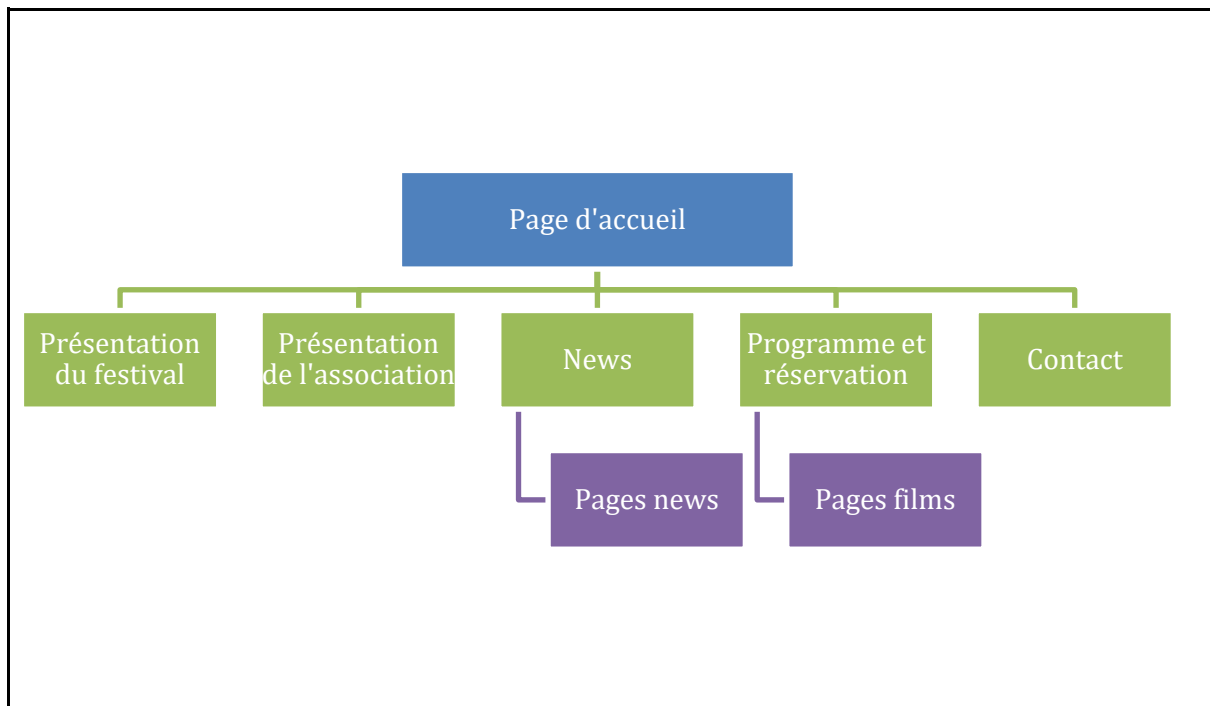 Page d'accueil
Présentation
du festival
Présentation
de l'association
News
Programme et
réservation
Contact
Pages news
Pages films